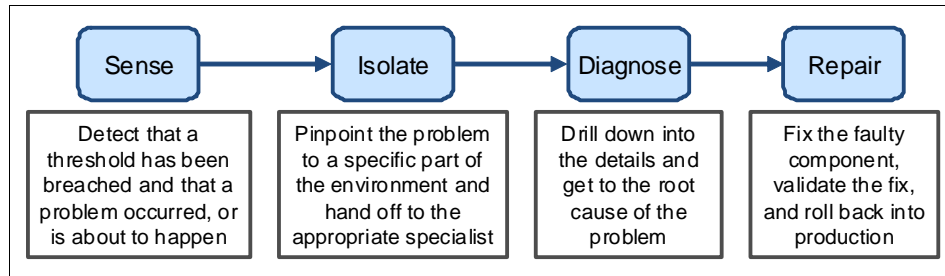 Sense
Isolate
Diagnose
Repair
Detect that a
threshold has been
breached and that a
problem occurred, or
is about to happen
Pinpoint the problem
to a specific part of
the environment and
hand off to the
appropriate specialist
Drill down into
the details and
get to the root
cause of the
problem
Fix the faulty
component,
validate the fix,
and roll back into
production